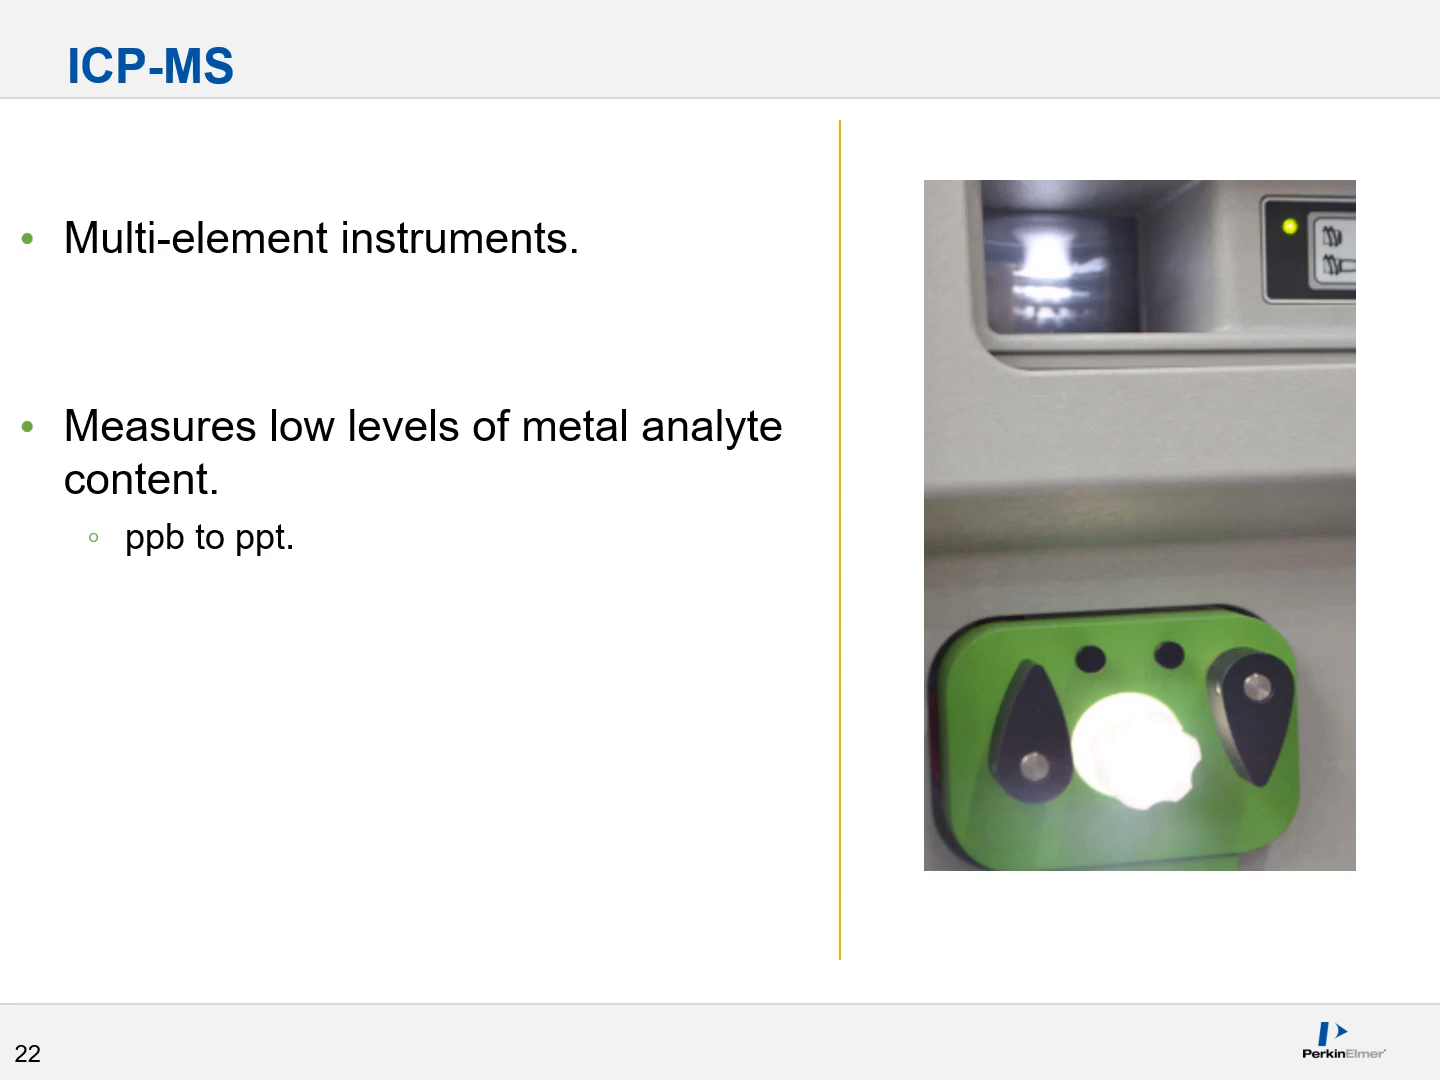 ICP-MS
• Multi-element instruments.
• Measures low levels of metal analyte
content.
◦ ppb to ppt.
22
PerkinElmer